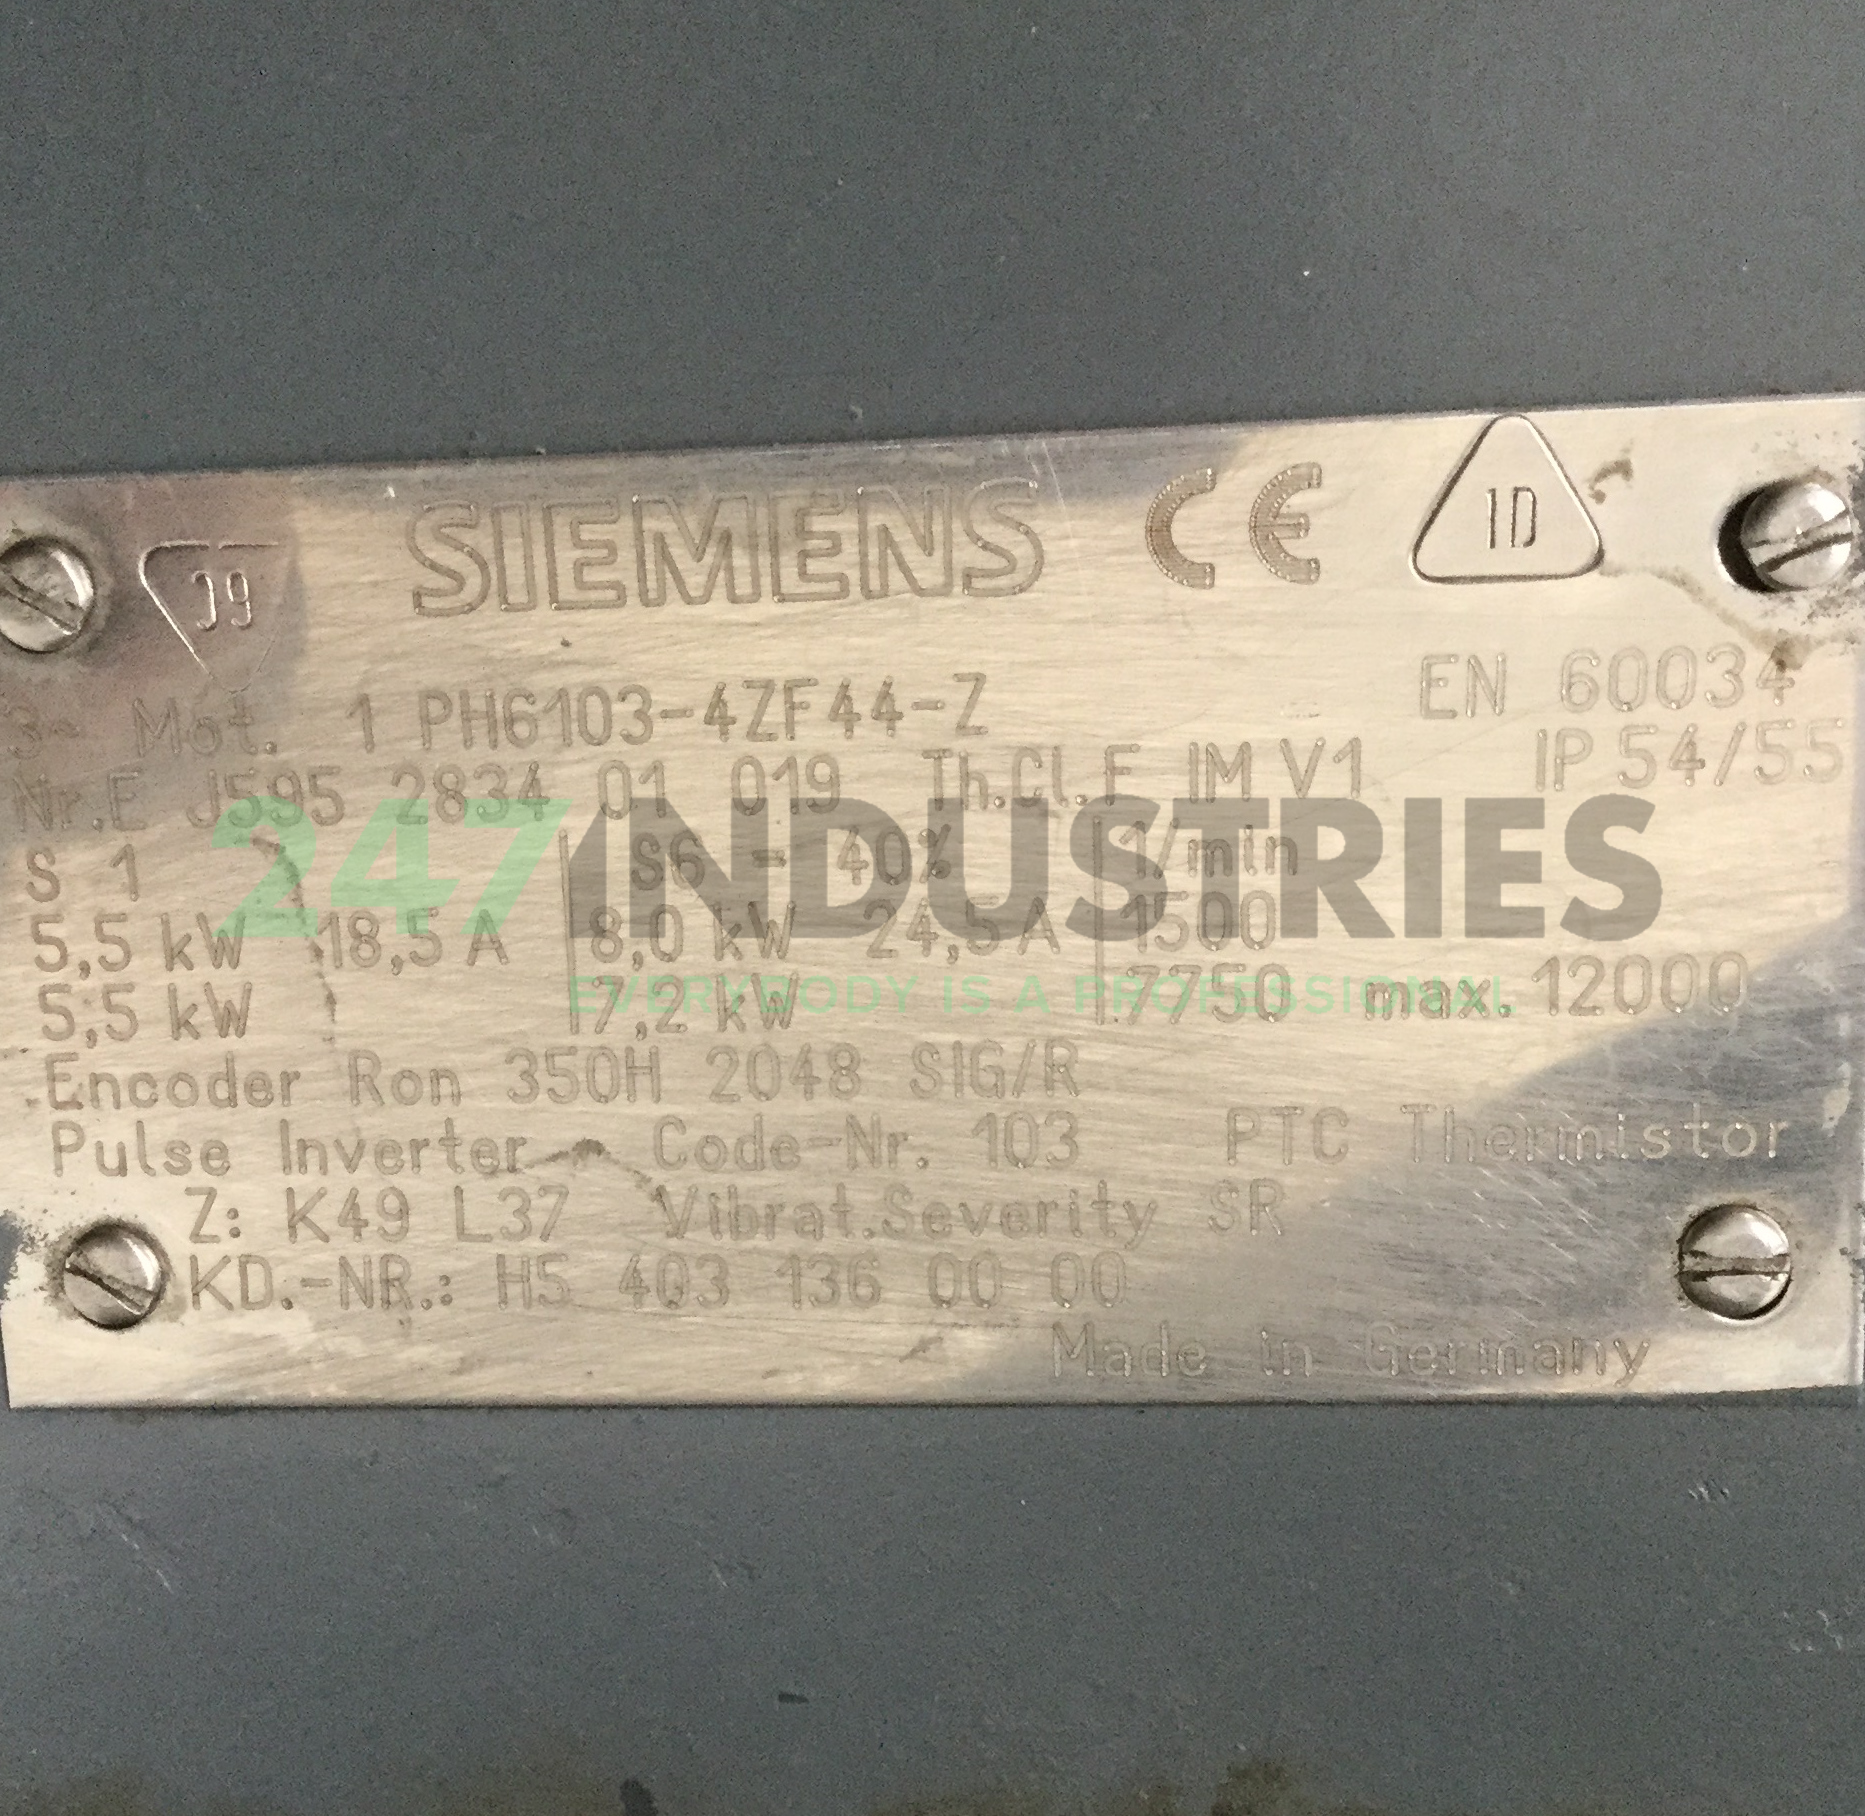 SIEMENS CE 1D
J9
3~ Mot. 1 PH6103-4ZF44-Z EN 60034
Nr.E J595 2834 01 019 Th.Cl.F IM V1 IP 54/55
S 1 S6 - 40% 1/min
5,5 kW 18,5 A 8,0 kW 24,5 A 1500
5,5 kW 7,2 kW 7750 max. 12000
Encoder Ron 350H 2048 SIG/R
Pulse Inverter Code-Nr. 103 PTC Thermistor
Z: K49 L37 Vibrat.Severity SR
KD.-NR.: H5 403 136 00 00
Made in Germany
247INDUSTRIES
EVERYBODY IS A PROFESSIONAL